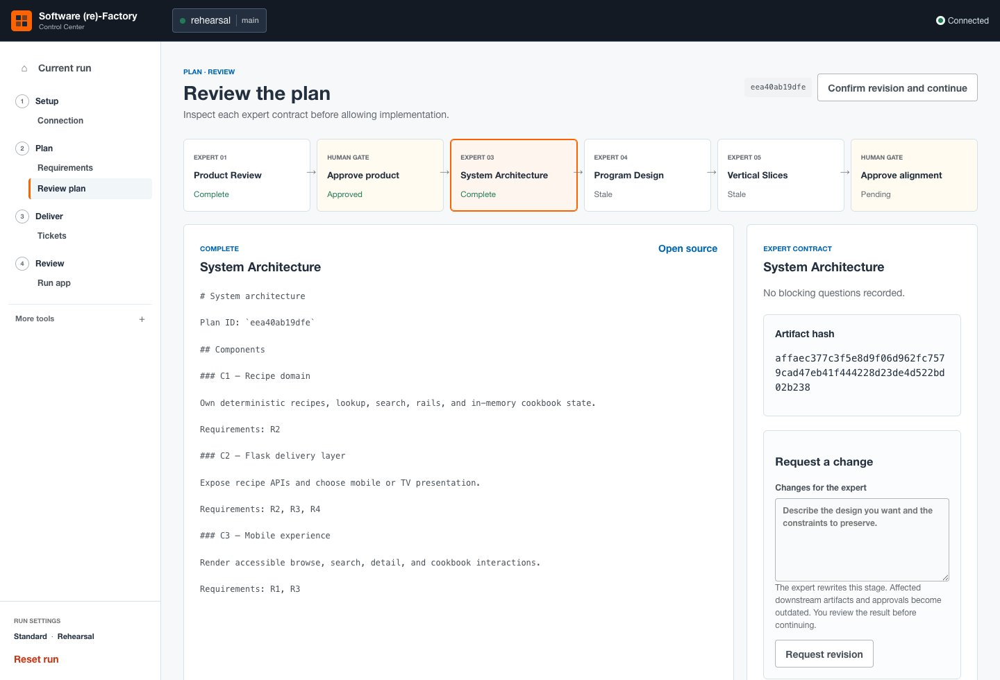 Software (re)-Factory
Control Center
rehearsal main
Connected
Current run
1 Setup
Connection
2 Plan
Requirements
Review plan
3 Deliver
Tickets
4 Review
Run app
More tools +
RUN SETTINGS
Standard · Rehearsal
Reset run
PLAN · REVIEW
Review the plan
Inspect each expert contract before allowing implementation.
eea40ab19dfe
Confirm revision and continue
EXPERT 01
Product Review
Complete
→
HUMAN GATE
Approve product
Approved
→
EXPERT 03
System Architecture
Complete
→
EXPERT 04
Program Design
Stale
→
EXPERT 05
Vertical Slices
Stale
→
HUMAN GATE
Approve alignment
Pending
COMPLETE
Open source
System Architecture
# System architecture
Plan ID: `eea40ab19dfe`
## Components
### C1 — Recipe domain
Own deterministic recipes, lookup, search, rails, and in-memory cookbook state.
Requirements: R2
### C2 — Flask delivery layer
Expose recipe APIs and choose mobile or TV presentation.
Requirements: R2, R3, R4
### C3 — Mobile experience
Render accessible browse, search, detail, and cookbook interactions.
Requirements: R1, R3
EXPERT CONTRACT
System Architecture
No blocking questions recorded.
Artifact hash
affaec377c3f5e8d9f06d962fc757
9cad47eb41f444228d23de4d522bd
02b238
Request a change
Changes for the expert
Describe the design you want and the
constraints to preserve.
The expert rewrites this stage. Affected
downstream artifacts and approvals become
outdated. You review the result before
continuing.
Request revision